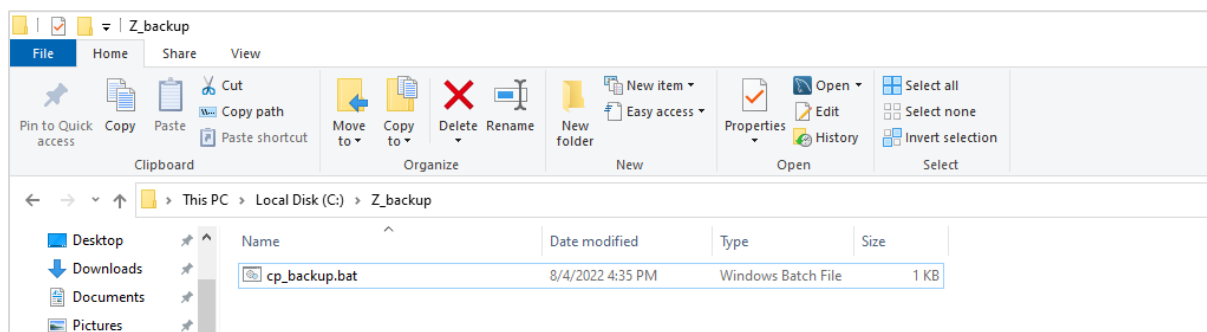 Z_backup
File Home Share View
Pin to Quick access
Copy
Paste
Cut
Copy path
Paste shortcut
Clipboard
Move to
Copy to
Delete
Rename
Organize
New folder
New item
Easy access
New
Properties
Open
Edit
History
Open
Select all
Select none
Invert selection
Select
This PC > Local Disk (C:) > Z_backup
Desktop
Downloads
Documents
Pictures
Name Date modified Type Size
cp_backup.bat 8/4/2022 4:35 PM Windows Batch File 1 KB